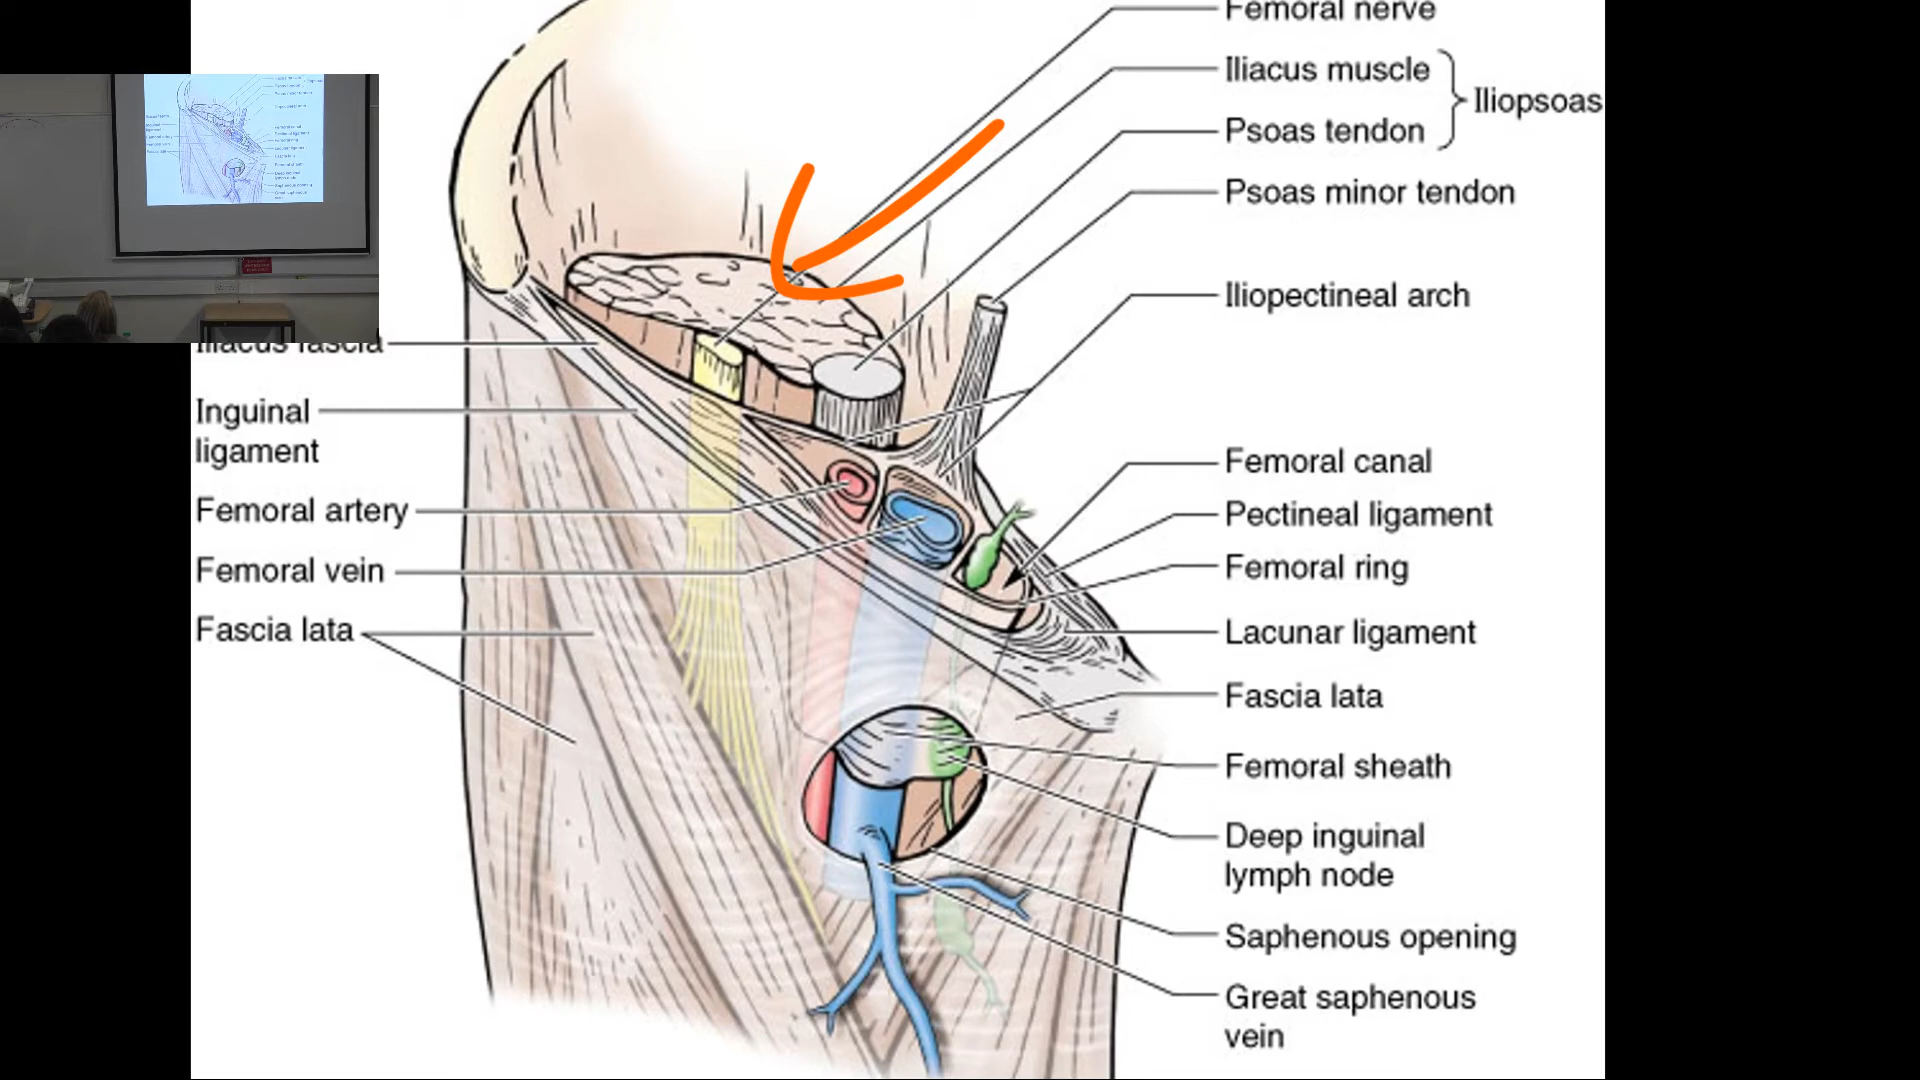 Femoral nerve
Iliacus muscle
Iliopsoas
Psoas tendon
Psoas minor tendon
Iliopectineal arch
Iliacus fascia
Inguinal
ligament
Femoral artery
Femoral vein
Fascia lata
Femoral canal
Pectineal ligament
Femoral ring
Lacunar ligament
Fascia lata
Femoral sheath
Deep inguinal
lymph node
Saphenous opening
Great saphenous
vein